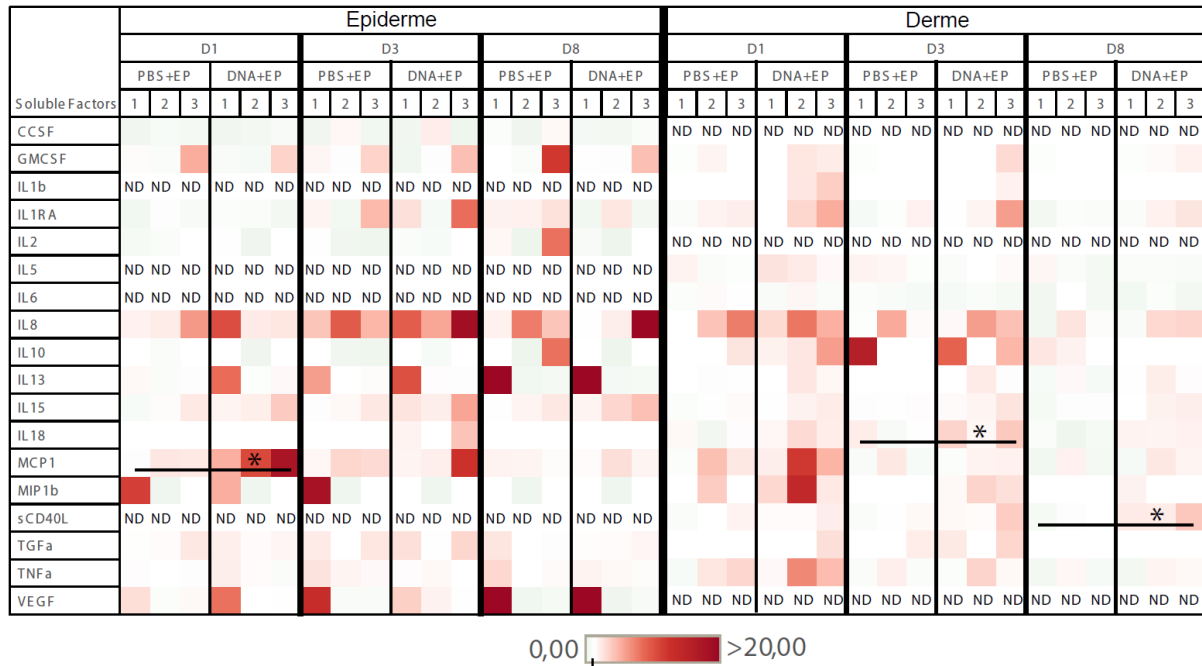 Epiderme Derme
D1 D3 D8 D1 D3 D8
PBS+EP DNA+EP PBS+EP DNA+EP PBS+EP DNA+EP PBS+EP DNA+EP PBS+EP DNA+EP PBS+EP DNA+EP
Soluble Factors 1 2 3 1 2 3 1 2 3 1 2 3 1 2 3 1 2 3 1 2 3 1 2 3 1 2 3 1 2 3 1 2 3 1 2 3
CCSF ND ND ND ND ND ND ND ND ND ND ND ND ND ND ND ND ND ND
GMCSF
IL1b ND ND ND ND ND ND ND ND ND ND ND ND ND ND ND ND ND ND
IL1RA
IL2 ND ND ND ND ND ND ND ND ND ND ND ND ND ND ND ND ND ND
IL5 ND ND ND ND ND ND ND ND ND ND ND ND ND ND ND ND ND ND
IL6 ND ND ND ND ND ND ND ND ND ND ND ND ND ND ND ND ND ND
IL8
IL10
IL13
IL15
IL18 *
MCP1 *
MIP1b
sCD40L ND ND ND ND ND ND ND ND ND ND ND ND ND ND ND ND ND ND *
TGFa
TNFa
VEGF ND ND ND ND ND ND ND ND ND ND ND ND ND ND ND ND ND ND
0,00 >20,00